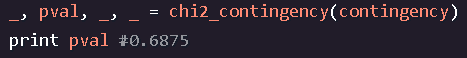 _, pval, _, _ = chi2_contingency(contingency)
print pval #0.6875